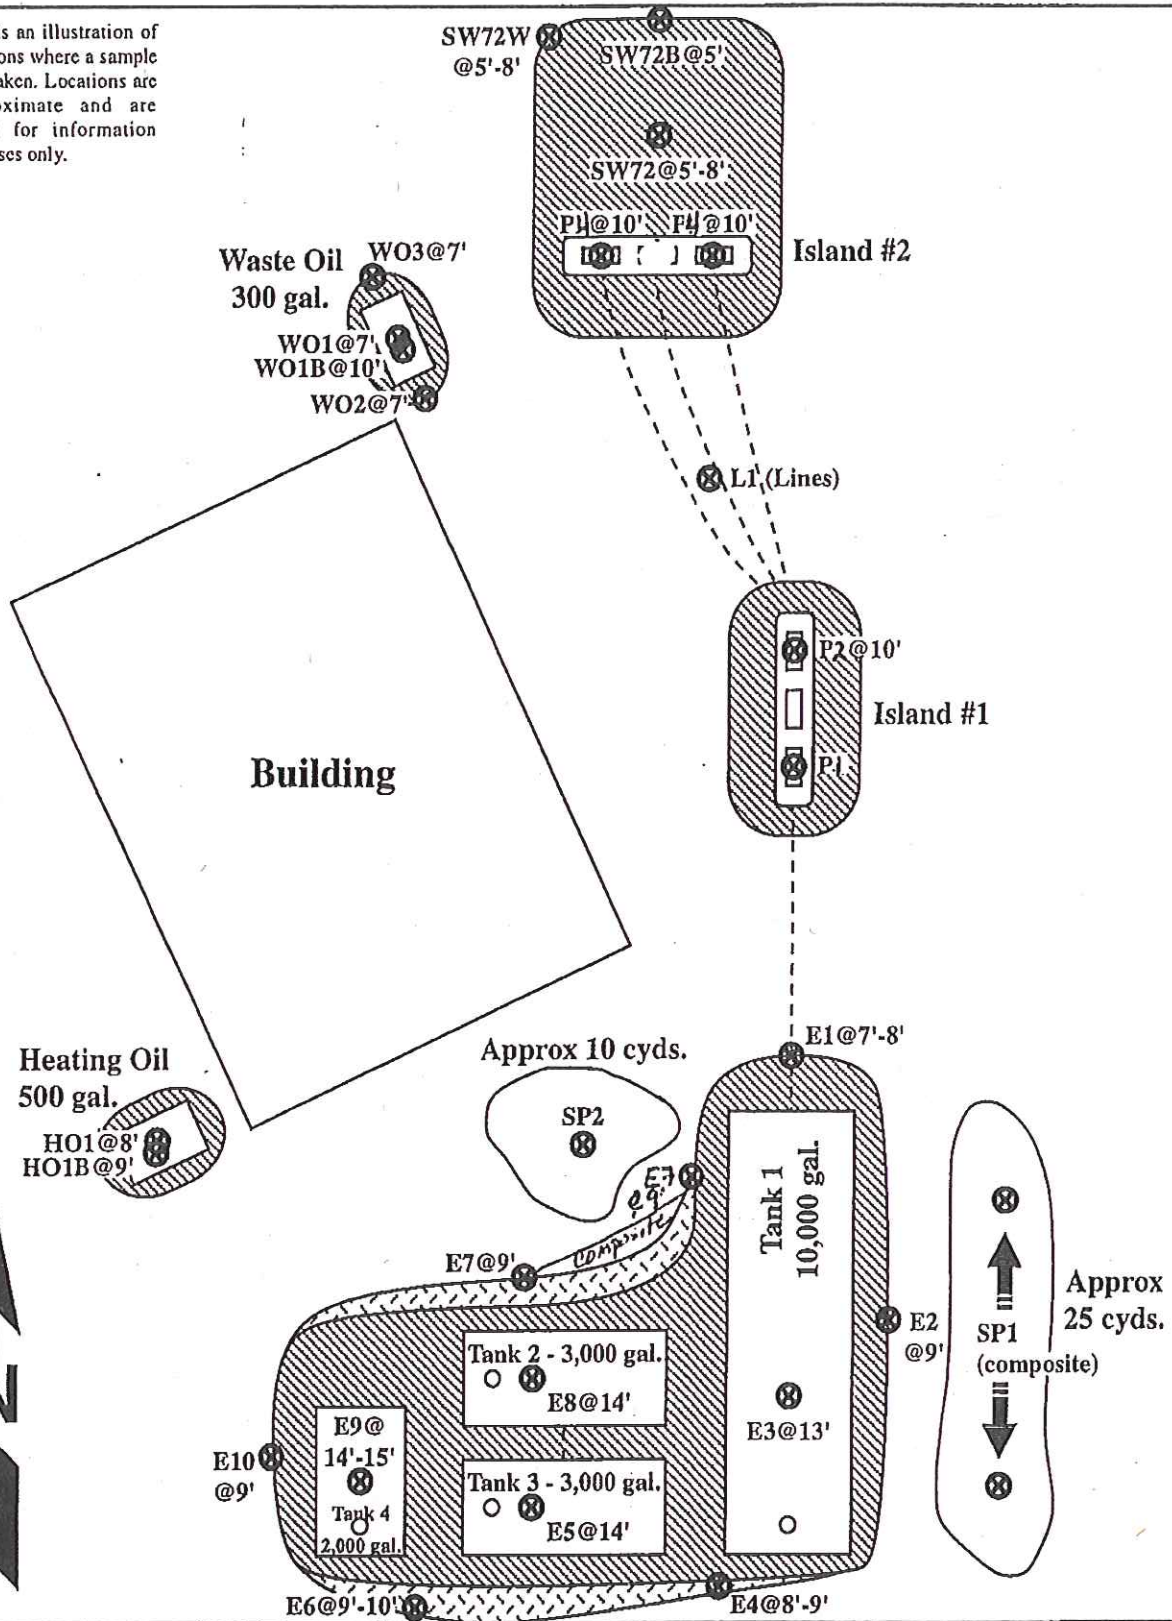 s an illustration of
ons where a sample
aken. Locations are
oximate and are
for information
ses only.
SW72W
@5'-8'
SW72B@5'
SW72@5'-8'
@10'
@10'
Island #2
Waste Oil
300 gal.
WO3@7'
WO1@7'
WO1B@10'
WO2@7'
L1 (Lines)
P2@10'
Island #1
P1
Building
E1@7'-8'
Heating Oil
500 gal.
HO1@8'
HO1B@9'
Approx 10 cyds.
SP2
E7
@9'
composite
E7@9'
Tank 1
10,000 gal.
E2
@9'
SP1
(composite)
Approx
25 cyds.
Tank 2 - 3,000 gal.
E8@14'
E3@13'
E9@
14'-15'
Tank 4
2,000 gal.
E10
@9'
Tank 3 - 3,000 gal.
E5@14'
E6@9'-10'
E4@8'-9'